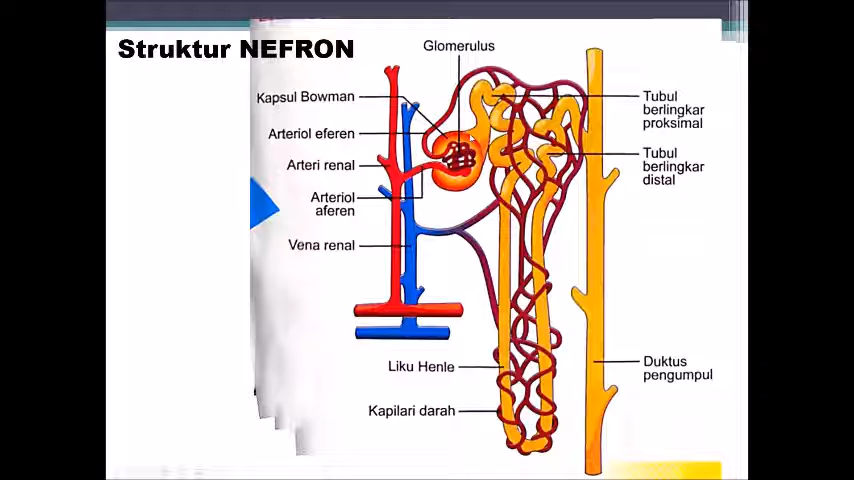 Struktur NEFRON
Glomerulus
Kapsul Bowman
Arteriol eferen
Arteri renal
Arteriol
aferen
Vena renal
Liku Henle
Kapilari darah
Tubul
berlingkar
proksimal
Tubul
berlingkar
distal
Duktus
pengumpul